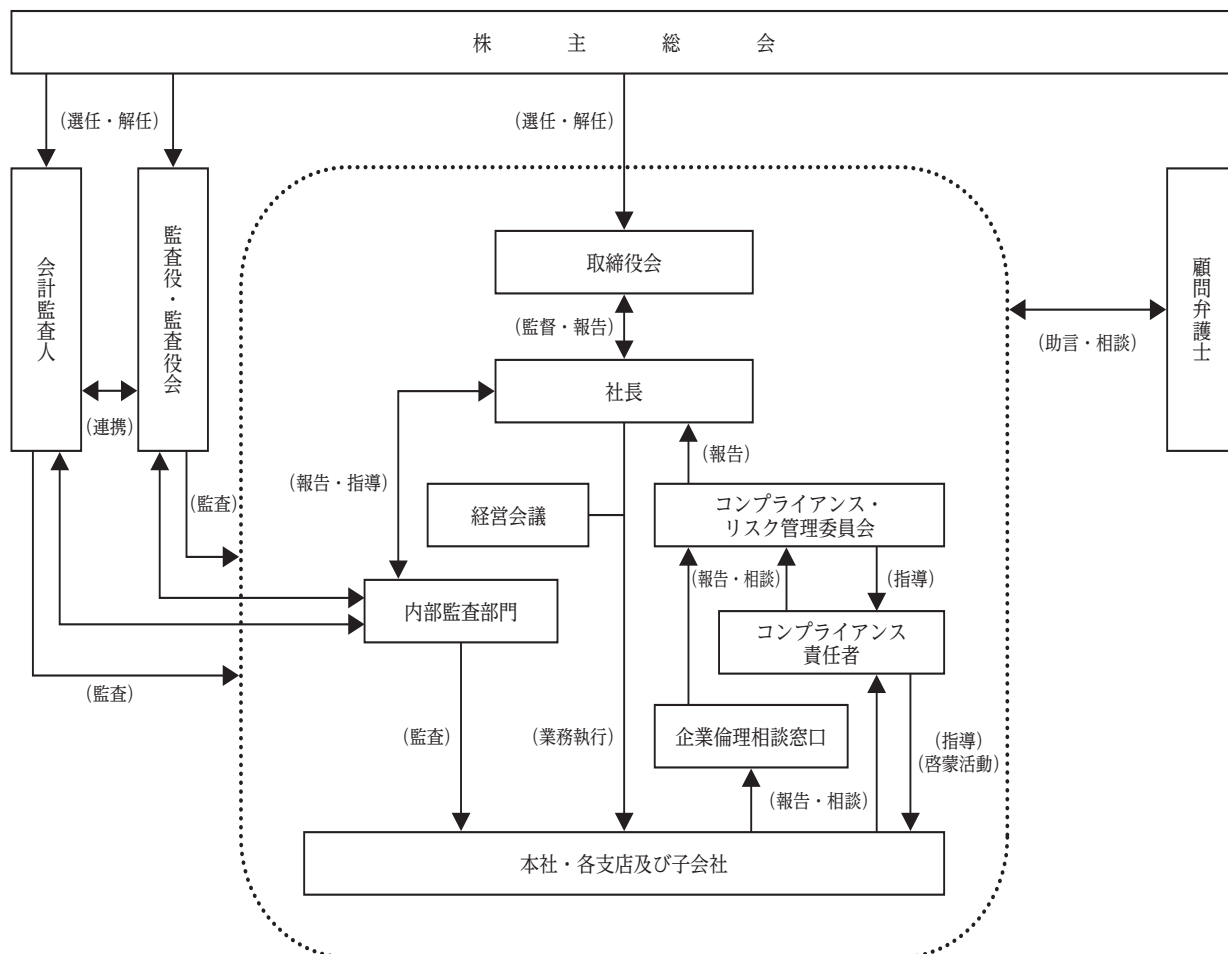 株主総会
（選任・解任）
（選任・解任）
会計監査人
監査役・監査役会
顧問弁護士
取締役会
（監督・報告）
（助言・相談）
社長
（連携）
（報告）
（報告・指導）
（監査）
経営会議
コンプライアンス・
リスク管理委員会
（報告・相談）
（指導）
内部監査部門
コンプライアンス
責任者
（監査）
（監査）
（業務執行）
企業倫理相談窓口
（指導）
（啓蒙活動）
（報告・相談）
本社・各支店及び子会社